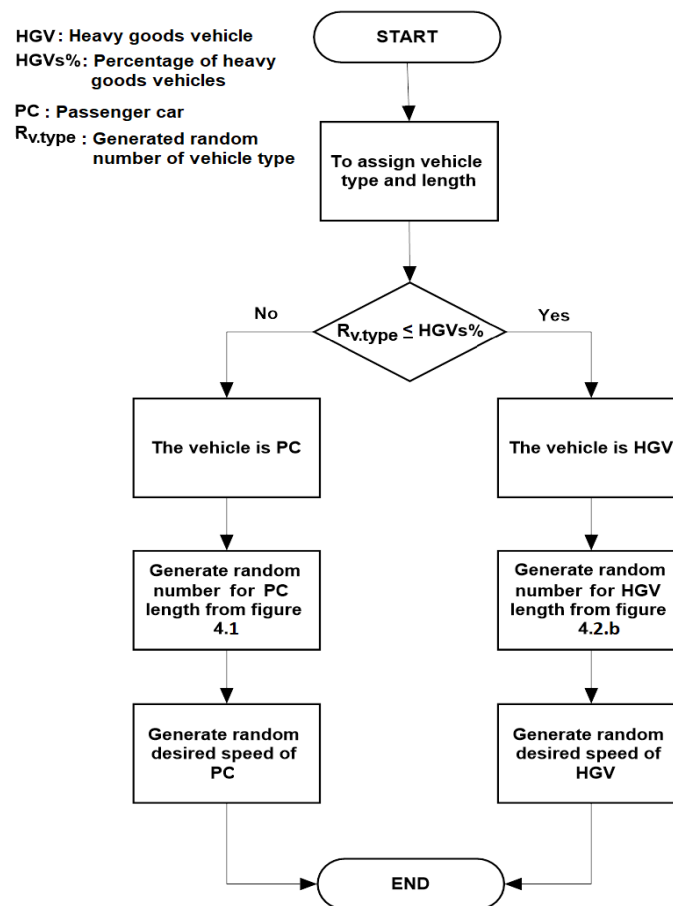 HGV: Heavy goods vehicle
HGVs%: Percentage of heavy
goods vehicles
PC : Passenger car
Rv.type : Generated random
number of vehicle type
START
To assign vehicle
type and length
Rv.type ≤ HGVs%
No
Yes
The vehicle is PC
The vehicle is HGV
Generate random
number for PC
length from figure
4.1
Generate random
number for HGV
length from figure
4.2.b
Generate random
desired speed of
PC
Generate random
desired speed of
HGV
END